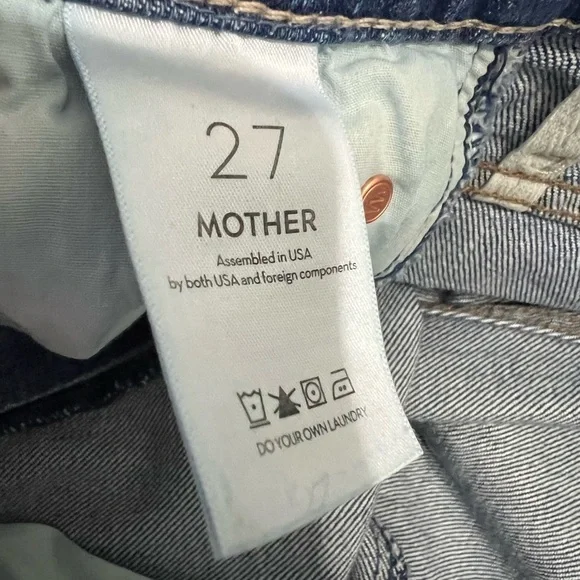 27
MOTHER
Assembled in USA
by both USA and foreign components
DO YOUR OWN LAUNDRY